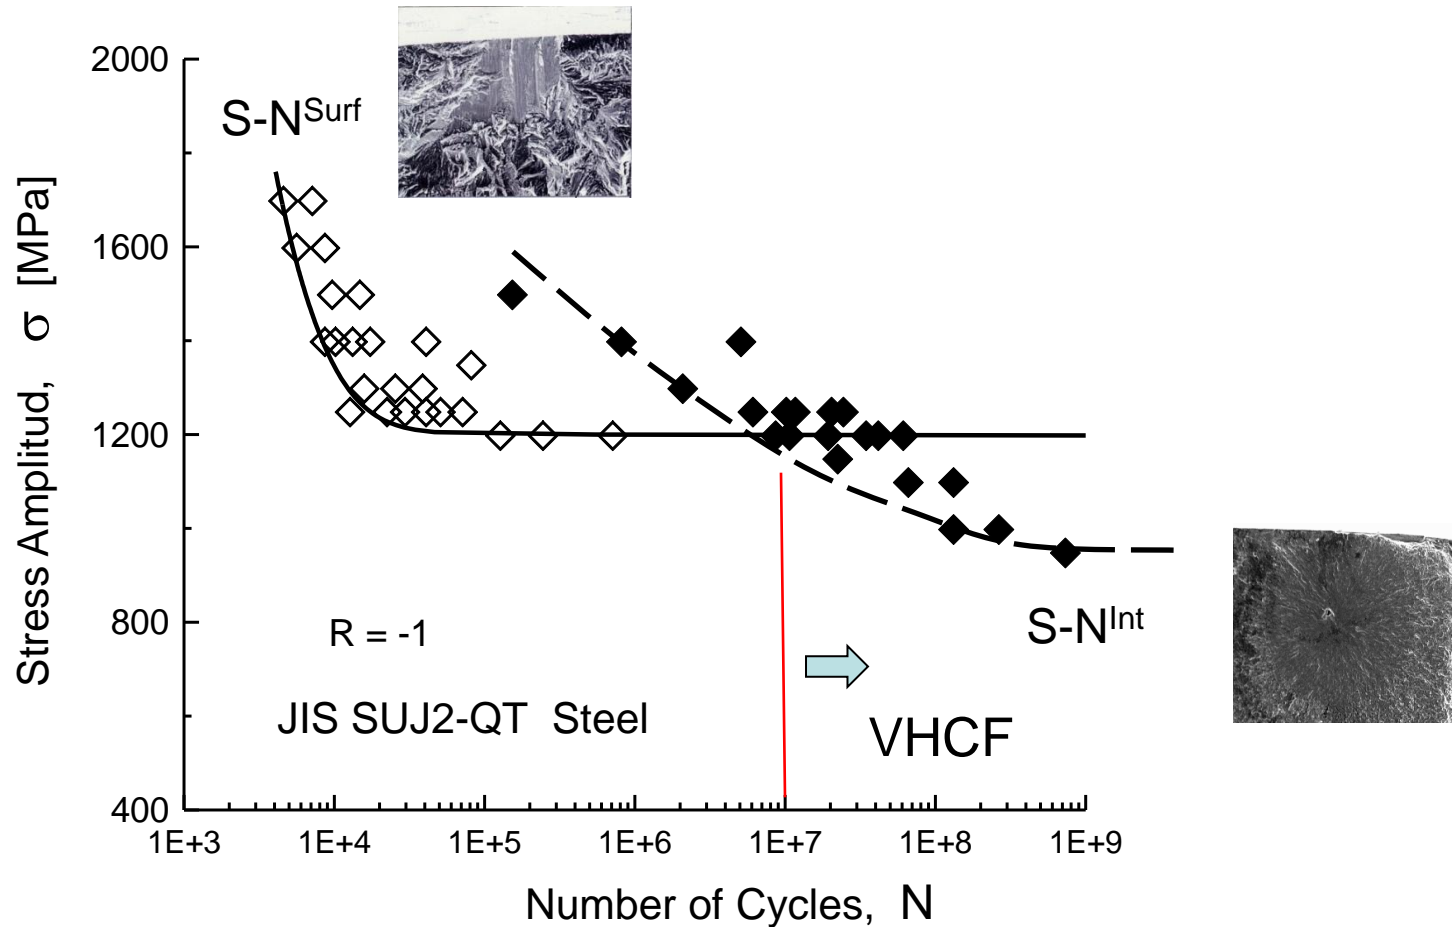 2000
S-NSurf
1600
1200
800
400
Stress Amplitud, σ [MPa]
R = -1
JIS SUJ2-QT Steel
S-NInt
VHCF
1E+3 1E+4 1E+5 1E+6 1E+7 1E+8 1E+9
Number of Cycles, N